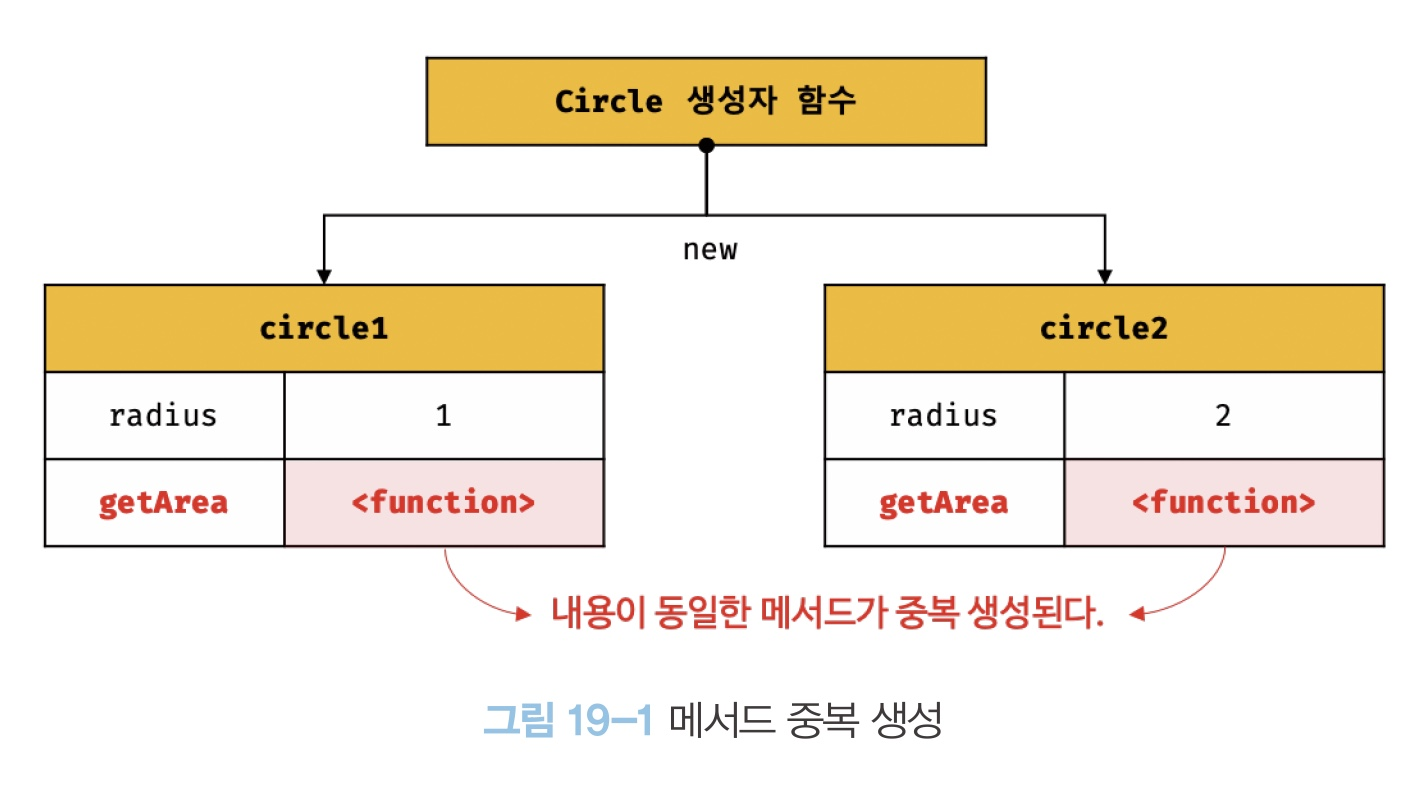 Circle 생성자 함수
new
circle1
radius 1
getArea <function>
circle2
radius 2
getArea <function>
내용이 동일한 메서드가 중복 생성된다.
그림 19-1 메서드 중복 생성